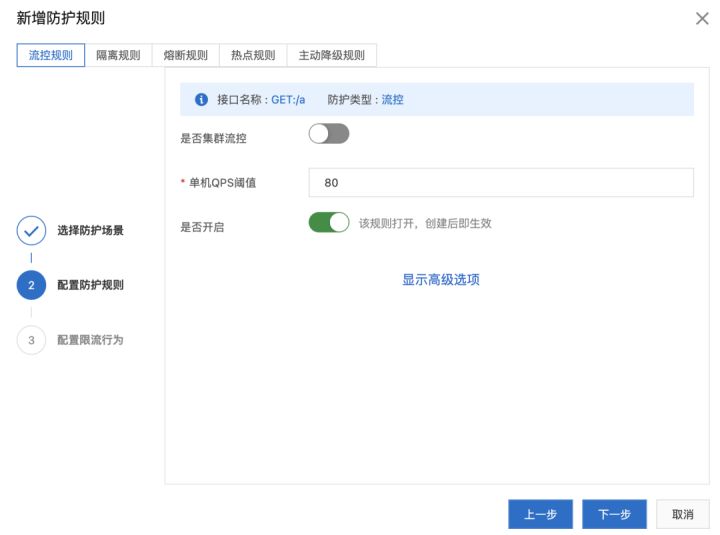 新增防护规则
流控规则 隔离规则 熔断规则 热点规则 主动降级规则
接口名称 : GET:/a 防护类型 : 流控
是否集群流控
* 单机QPS阈值 80
是否开启 该规则打开，创建后即生效
显示高级选项
选择防护场景
2 配置防护规则
3 配置限流行为
上一步 下一步 取消